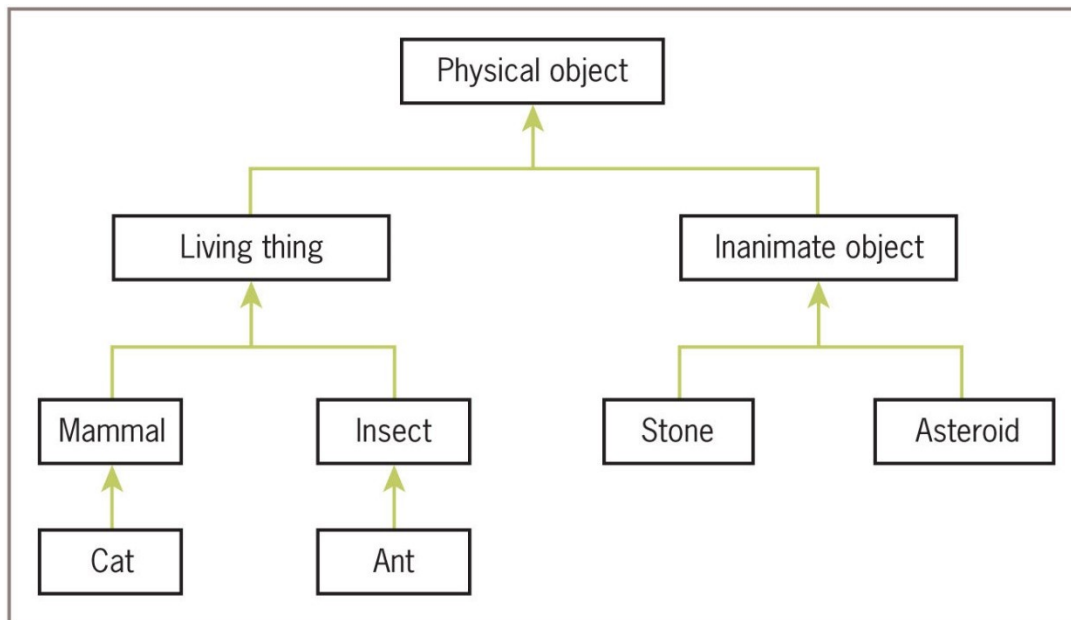 Physical object
Living thing
Inanimate object
Mammal
Insect
Stone
Asteroid
Cat
Ant